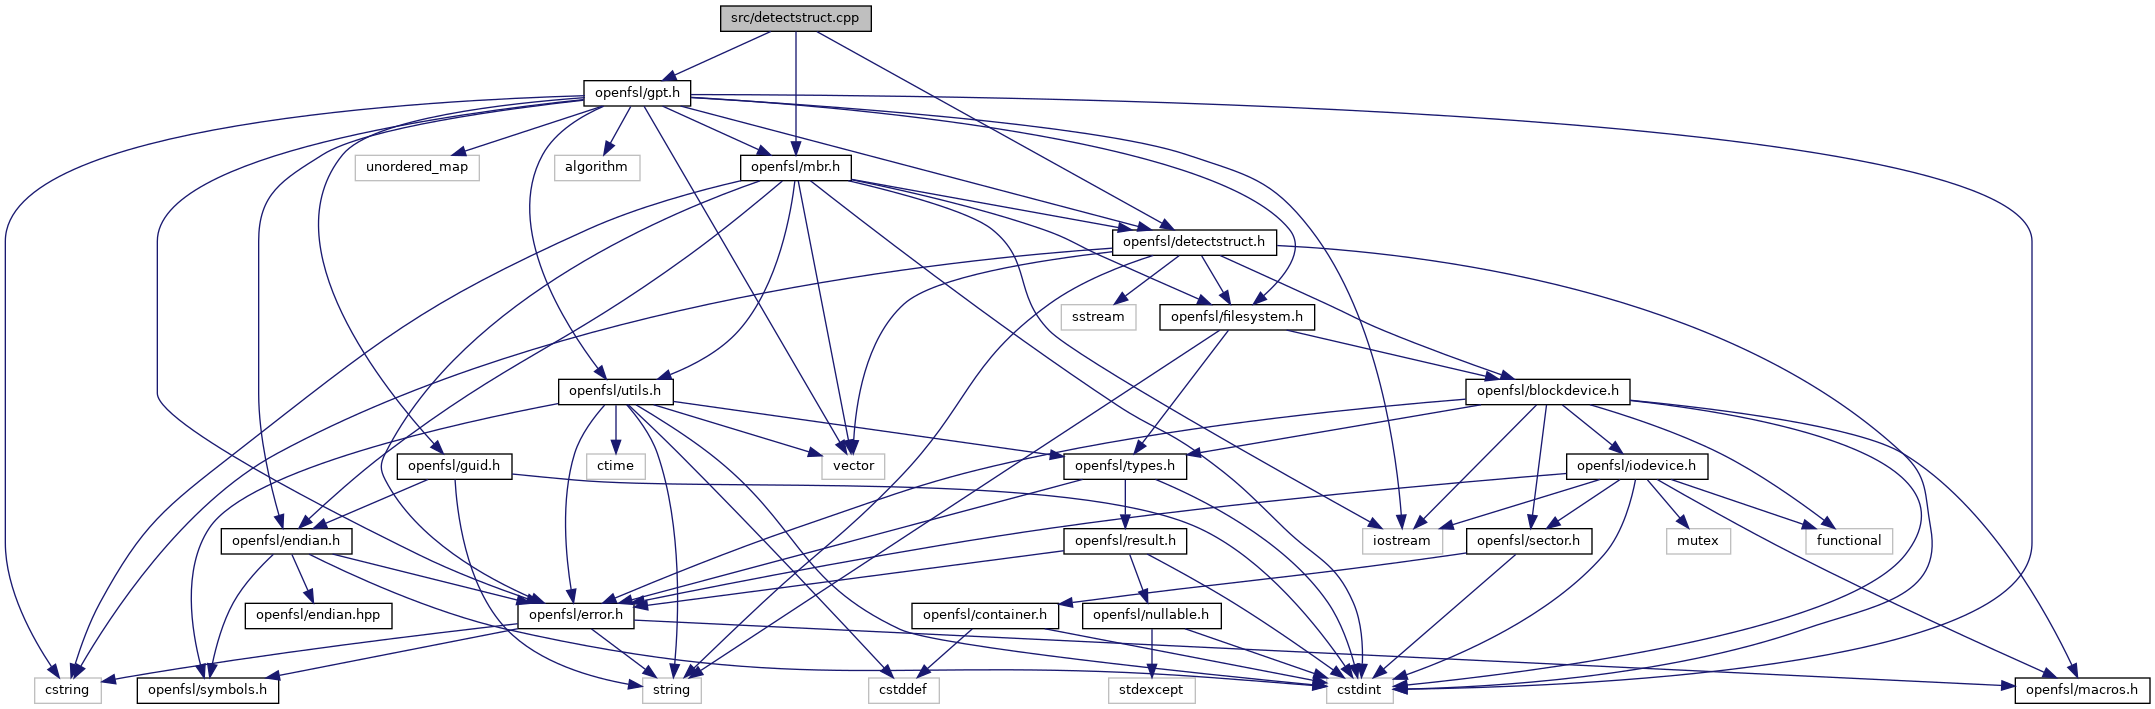 src/detectstruct.cpp
openfsl/gpt.h
unordered_map
algorithm
openfsl/mbr.h
openfsl/detectstruct.h
sstream
openfsl/filesystem.h
openfsl/utils.h
openfsl/blockdevice.h
openfsl/guid.h
ctime
vector
openfsl/types.h
openfsl/iodevice.h
openfsl/endian.h
openfsl/result.h
iostream
openfsl/sector.h
mutex
functional
openfsl/endian.hpp
openfsl/error.h
openfsl/container.h
openfsl/nullable.h
cstring
openfsl/symbols.h
string
cstddef
stdexcept
cstdint
openfsl/macros.h